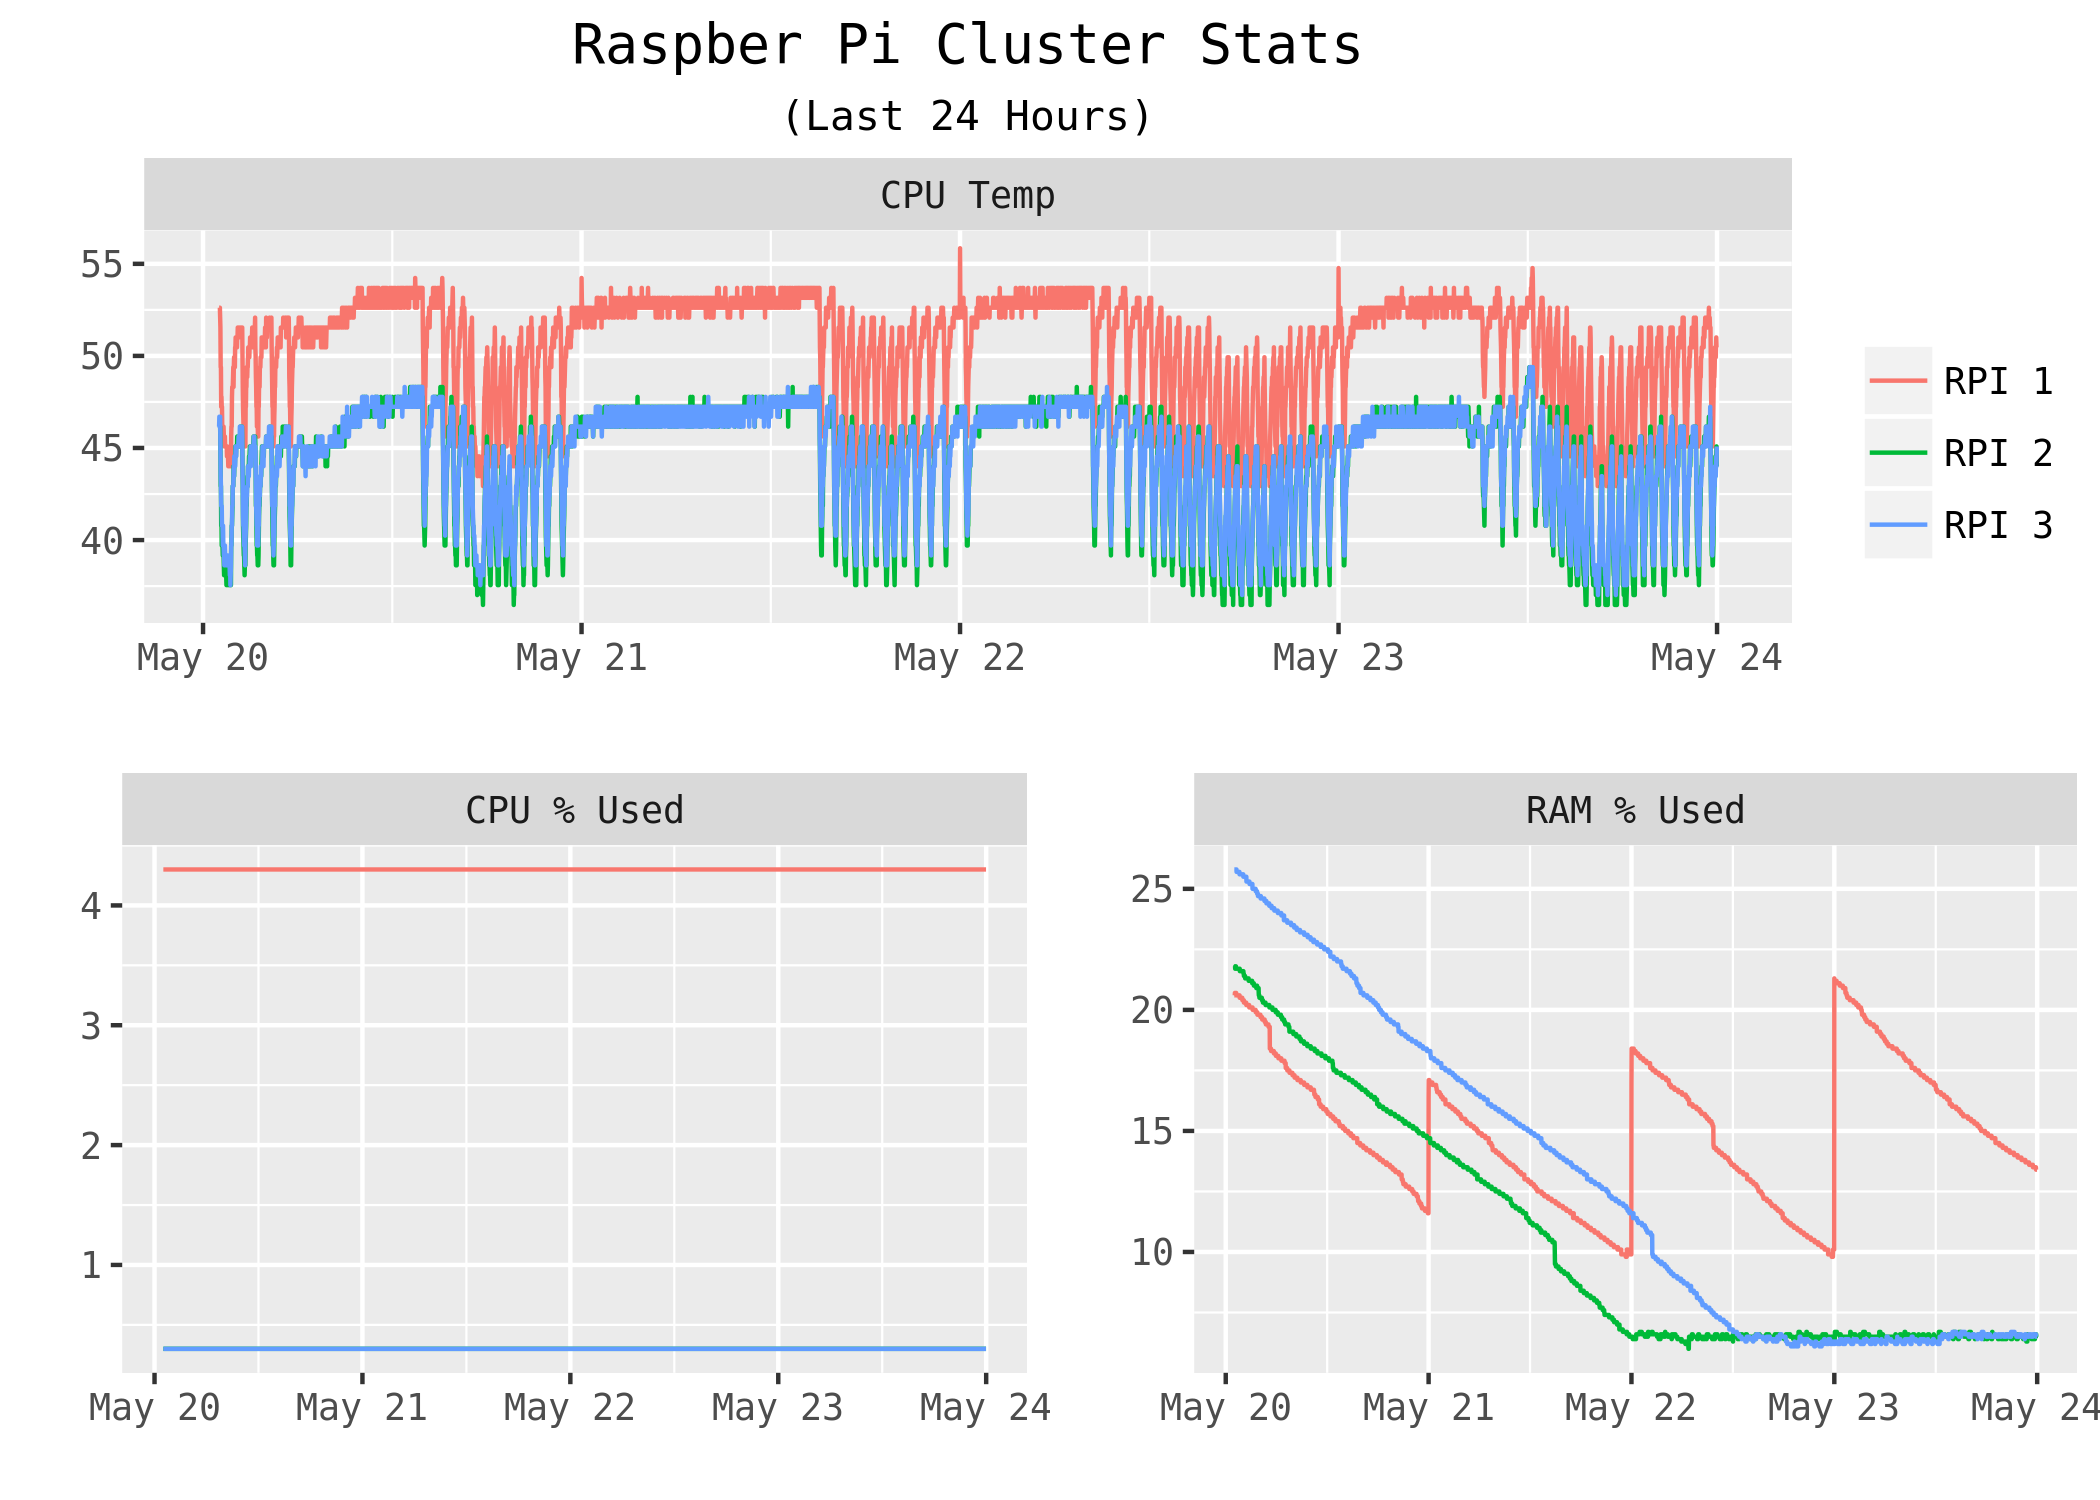 Raspber Pi Cluster Stats
(Last 24 Hours)
CPU Temp
55
50
45
40
May 20 May 21 May 22 May 23 May 24
RPI 1
RPI 2
RPI 3
CPU % Used
4
3
2
1
May 20 May 21 May 22 May 23 May 24
RAM % Used
25
20
15
10
May 20 May 21 May 22 May 23 May 24